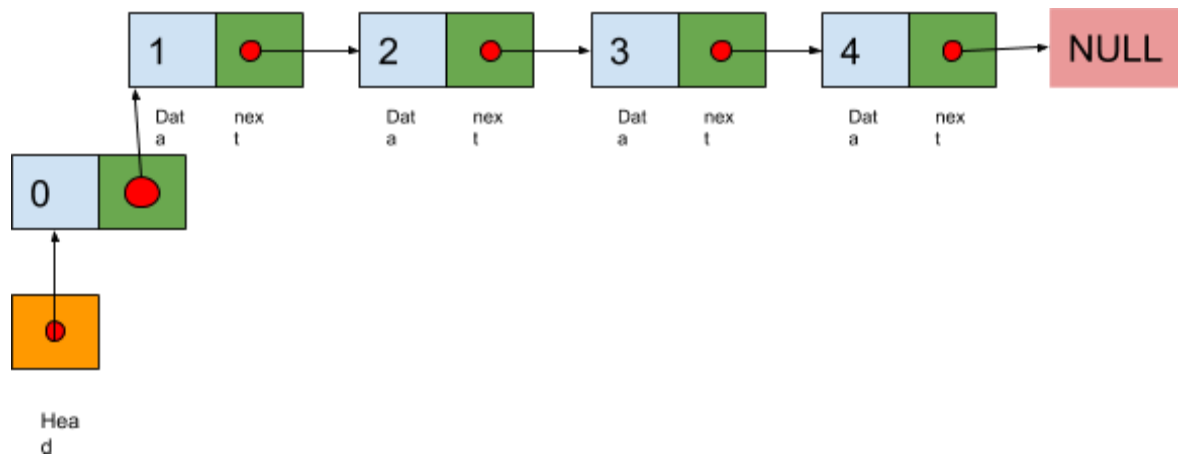 1 2 3 4 NULL
Dat nex Dat nex Dat nex Dat nex
a t a t a t a t
0
Hea
d